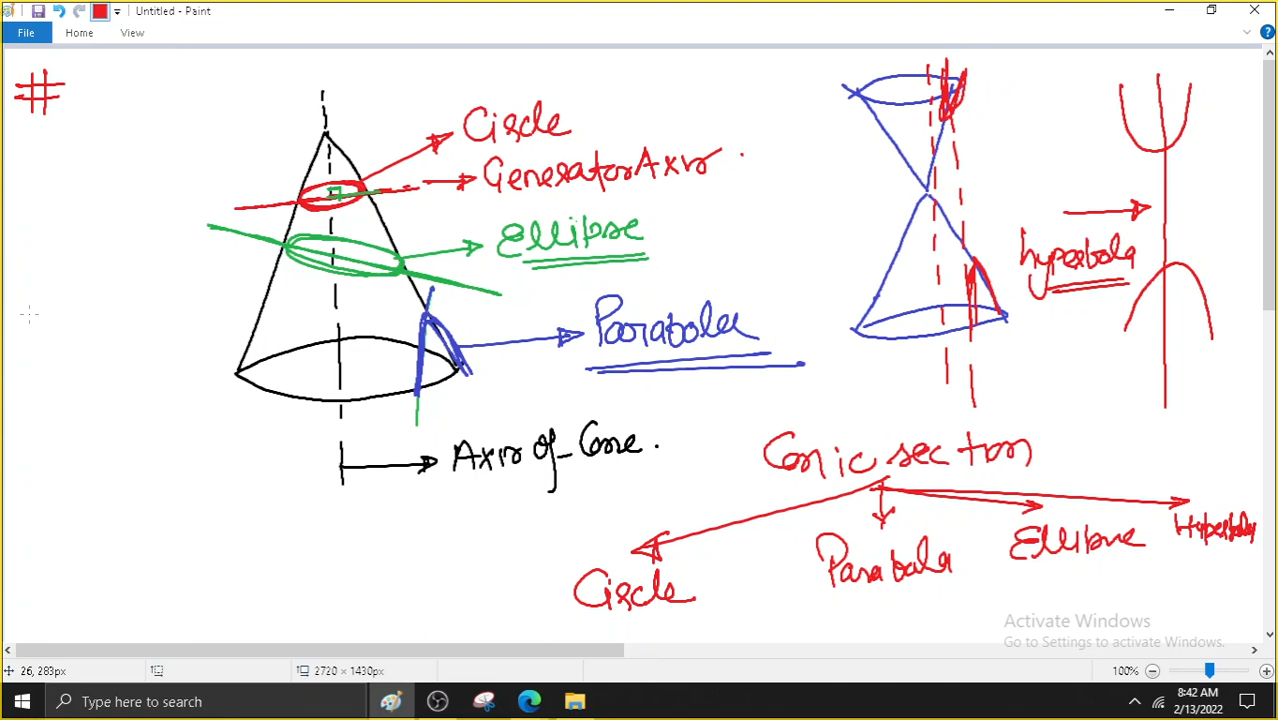 Untitled - Paint
File Home View
#
Circle
Generator Axis
Ellipse
Parabola
Axis of Cone
hyperbola
Conic section
Circle
Parabola
Ellipse
Hyperbola
Activate Windows
Go to Settings to activate Windows.
26, 283px
2720 × 1430px
100%
Type here to search
8:42 AM
2/13/2022